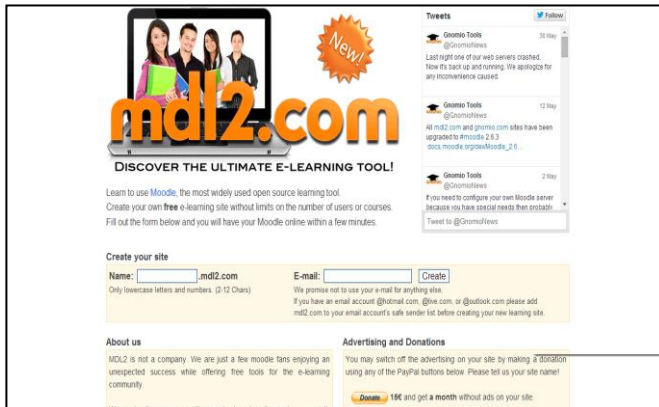 New!
mdl2.com
DISCOVER THE ULTIMATE E-LEARNING TOOL!
Learn to use Moodle, the most widely used open source learning tool.
Create your own free e-learning site without limits on the number of users or courses.
Fill out the form below and you will have your Moodle online within a few minutes.
Tweets
Follow
Gnomio Tools 30 May
@GnomioNews
Last night one of our web servers crashed.
Now it's back up and running. We apologize for
any inconvenience caused.
Gnomio Tools 12 May
@GnomioNews
All mdl2.com and gnomio.com sites have been
upgraded to #moodle 2.6.3
docs.moodle.org/dev/Moodle_2.6...
Gnomio Tools 2 May
@GnomioNews
If you need to configure your own Moodle server
because you have special needs then probably
Tweet to @GnomioNews
Create your site
Name: .mdl2.com
Only lowercase letters and numbers. (2-12 Chars)
E-mail: Create
We promise not to use your e-mail for anything else.
If you have an email account @hotmail.com, @live.com, or @outlook.com please add
mdl2.com to your email account's safe sender list before creating your new learning site.
About us
MDL2 is not a company. We are just a few moodle fans enjoying an
unexpected success while offering free tools for the e-learning
community.
Advertising and Donations
You may switch off the advertising on your site by making a donation
using any of the PayPal buttons below. Please tell us your site name!
Donate 16€ and get a month without ads on your site.